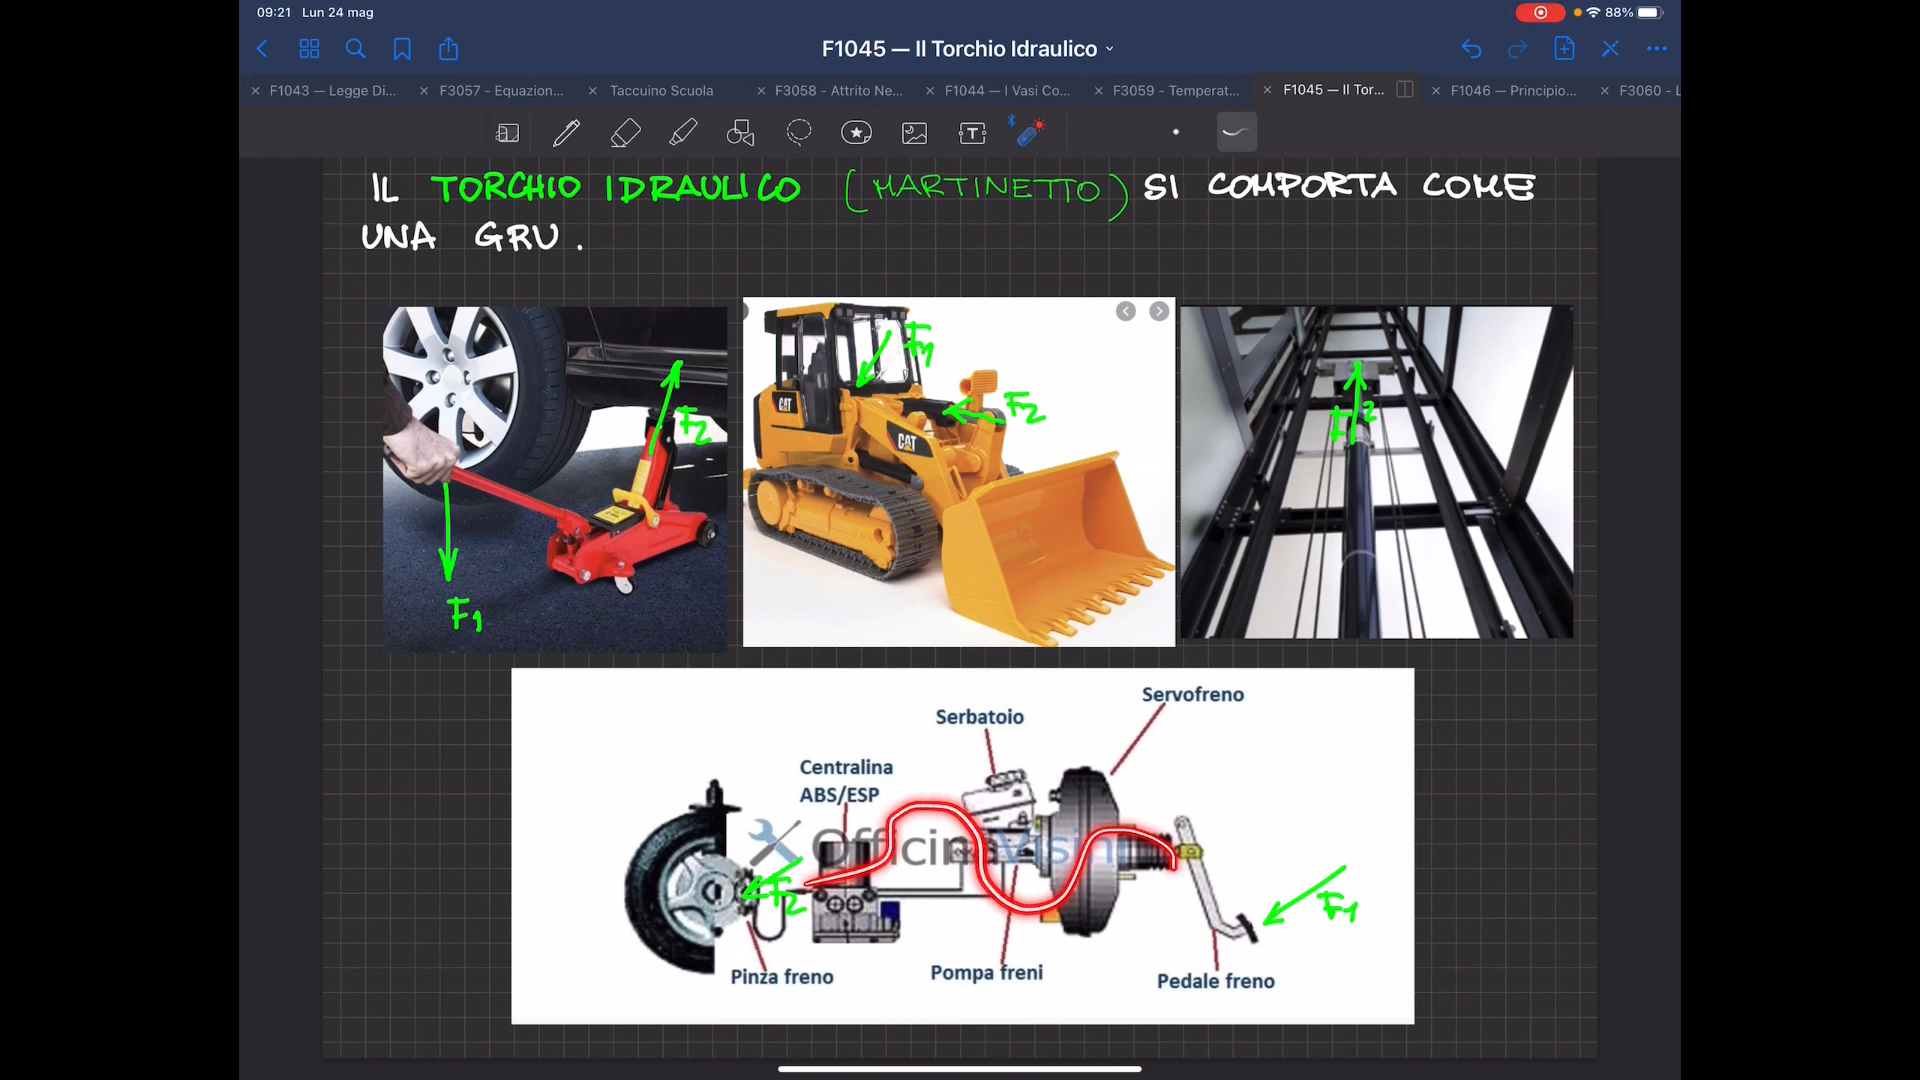 09:21 Lun 24 mag
88%
F1045 — Il Torchio Idraulico
F1043 — Legge Di...
F3057 - Equazion...
Taccuino Scuola
F3058 - Attrito Ne...
F1044 — I Vasi Co...
F3059 - Temperat...
F1045 — Il Tor...
F1046 — Principio...
F3060 - L
IL TORCHIO IDRAULICO (MARTINETTO) SI COMPORTA COME
UNA GRU.
F1
F2
CAT
CAT
F1
F2
F2
Servofreno
Serbatoio
Centralina
ABS/ESP
OfficinaVisini
F2
F1
Pinza freno
Pompa freni
Pedale freno